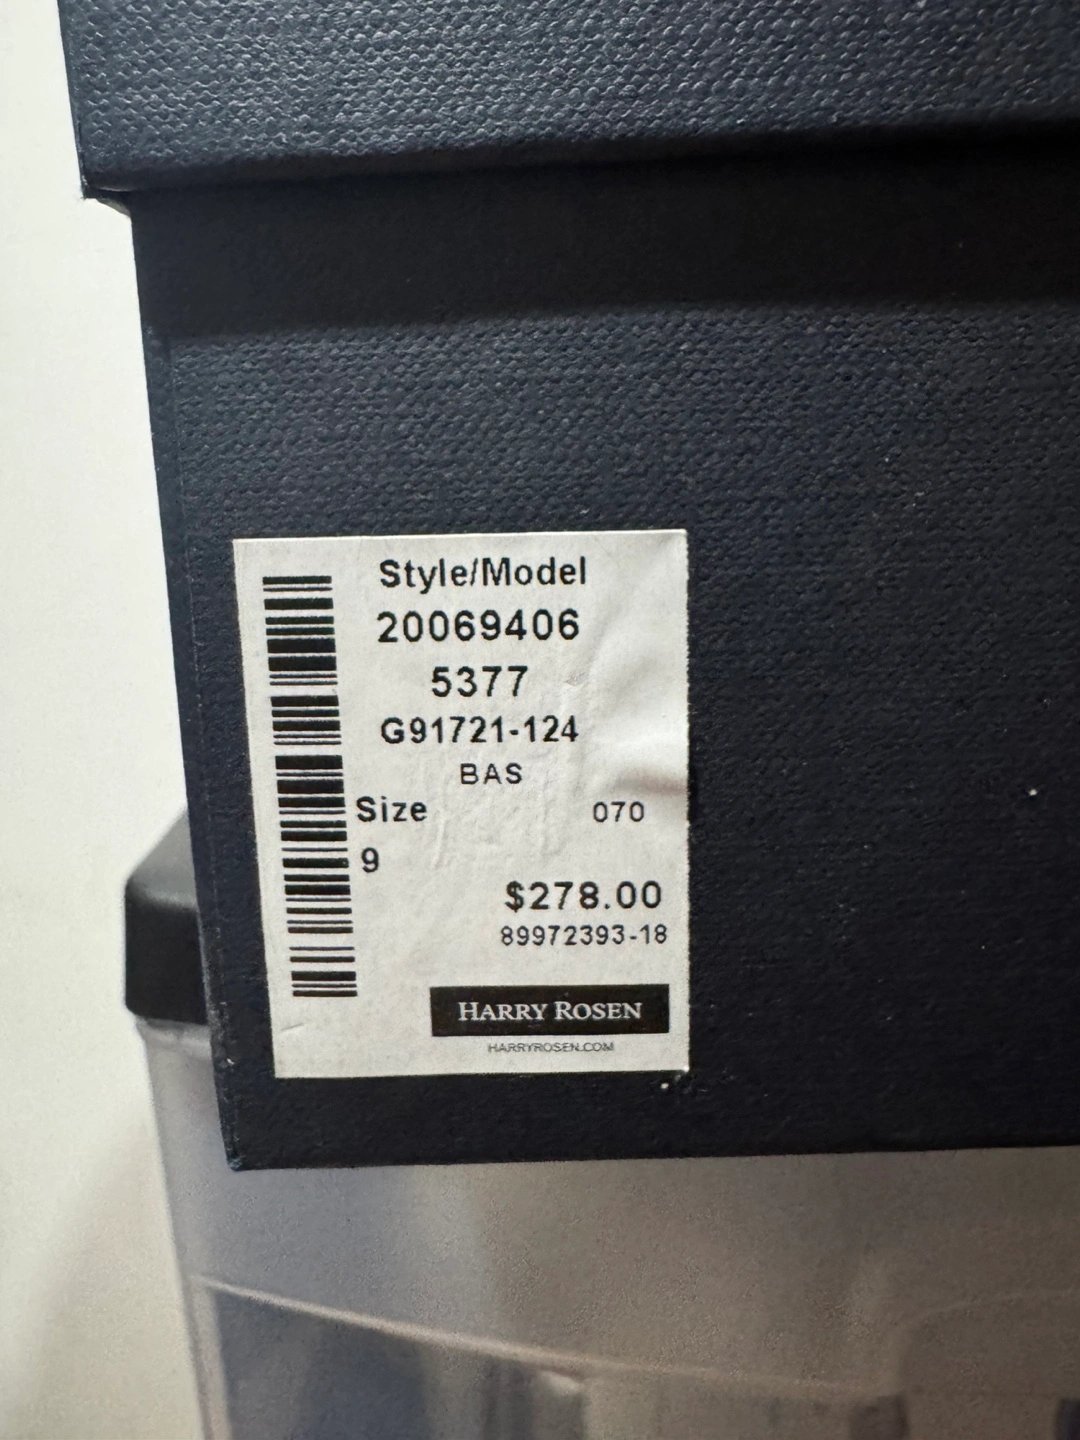 Style/Model
20069406
5377
G91721-124
BAS
Size 070
9
$278.00
89972393-18
HARRY ROSEN
HARRYROSEN.COM